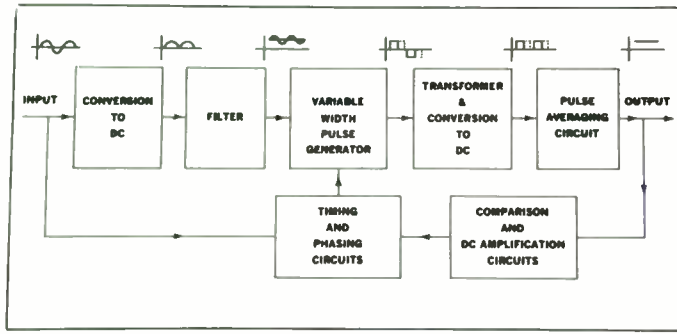 INPUT
CONVERSION
TO
DC
FILTER
VARIABLE
WIDTH
PULSE
GENERATOR
TRANSFORMER
&
CONVERSION
TO
DC
PULSE
AVERAGING
CIRCUIT
OUTPUT
TIMING
AND
PHASING
CIRCUITS
COMPARISON
AND
DC AMPLIFICATION
CIRCUITS